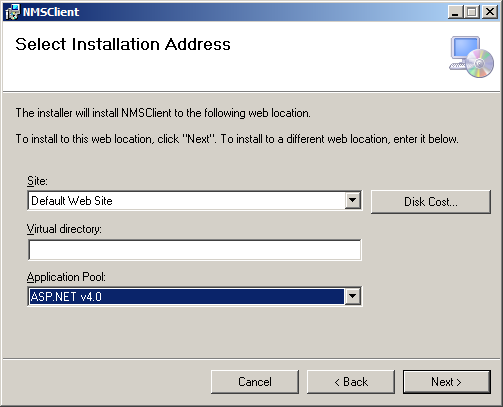 NMSClient
Select Installation Address
The installer will install NMSClient to the following web location.
To install to this web location, click "Next". To install to a different web location, enter it below.
Site:
Default Web Site
Disk Cost...
Virtual directory:
Application Pool:
ASP.NET v4.0
Cancel
< Back
Next >